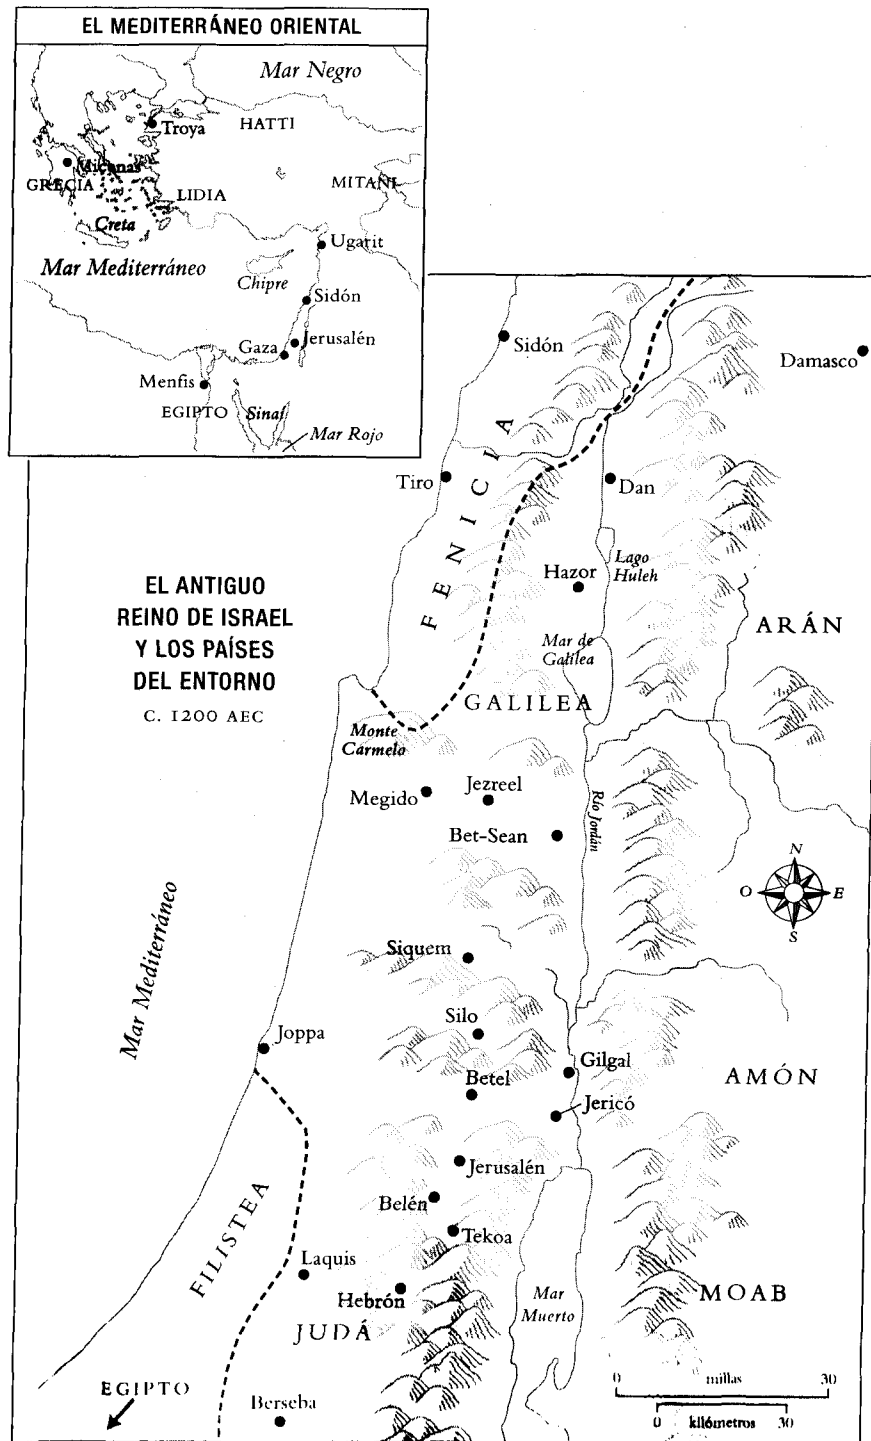 EL MEDITERRÁNEO ORIENTAL
Mar Negro
Troya
HATTI
Micenas
GRECIA
MITANI
LIDIA
Creta
Ugarit
Mar Mediterráneo
Chipre
Sidón
Jerusalén
Gaza
Menfis
EGIPTO
Sinaí
Mar Rojo
Sidón
Damasco
FENICIA
Tiro
Dan
Lago
Huleh
Hazor
EL ANTIGUO
REINO DE ISRAEL
Y LOS PAÍSES
DEL ENTORNO
C. 1200 AEC
ARÁN
Mar de
Galilea
GALILEA
Monte
Carmelo
Megido
Jezreel
Río Jordán
Bet-Sean
N
O
E
S
Mar Mediterráneo
Siquem
Silo
Joppa
Gilgal
Betel
AMÓN
Jericó
Jerusalén
Belén
FILISTEA
Tekoa
Laquis
Hebrón
Mar
Muerto
MOAB
JUDÁ
EGIPTO
Berseba
0 millas 30
0 kilómetros 30